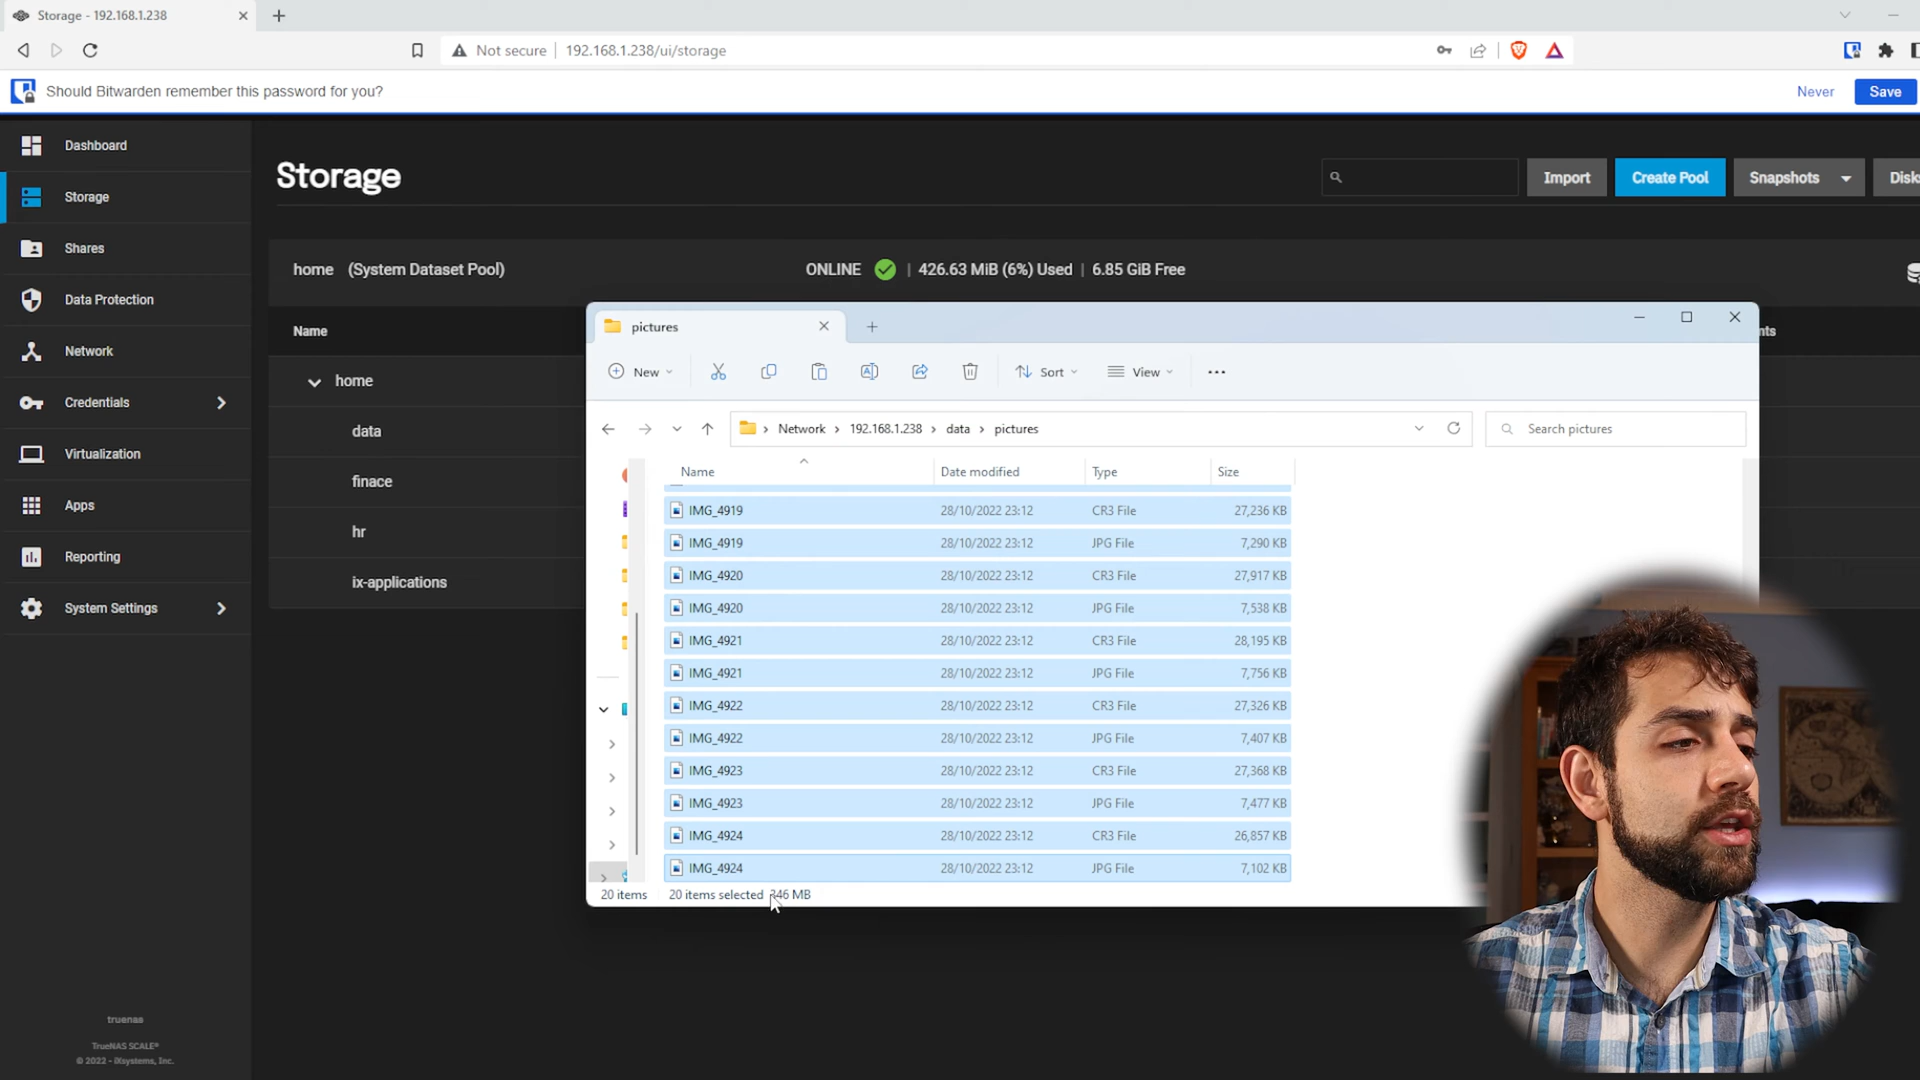 Storage - 192.168.1.238
Not secure 192.168.1.238/ui/storage
Should Bitwarden remember this password for you?
Never
Save
Dashboard
Storage
Shares
Data Protection
Network
Credentials
Virtualization
Apps
Reporting
System Settings
truenas
TrueNAS SCALE®
© 2022 - iXsystems, Inc.
Storage
Import
Create Pool
Snapshots
Disks
home (System Dataset Pool)
ONLINE | 426.63 MiB (6%) Used | 6.85 GiB Free
Name
home
data
finace
hr
ix-applications
pictures
New
Sort
View
Network > 192.168.1.238 > data > pictures
Search pictures
Name Date modified Type Size
IMG_4919 28/10/2022 23:12 CR3 File 27,236 KB
IMG_4919 28/10/2022 23:12 JPG File 7,290 KB
IMG_4920 28/10/2022 23:12 CR3 File 27,917 KB
IMG_4920 28/10/2022 23:12 JPG File 7,538 KB
IMG_4921 28/10/2022 23:12 CR3 File 28,195 KB
IMG_4921 28/10/2022 23:12 JPG File 7,756 KB
IMG_4922 28/10/2022 23:12 CR3 File 27,326 KB
IMG_4922 28/10/2022 23:12 JPG File 7,407 KB
IMG_4923 28/10/2022 23:12 CR3 File 27,368 KB
IMG_4923 28/10/2022 23:12 JPG File 7,477 KB
IMG_4924 28/10/2022 23:12 CR3 File 26,857 KB
IMG_4924 28/10/2022 23:12 JPG File 7,102 KB
20 items 20 items selected 346 MB